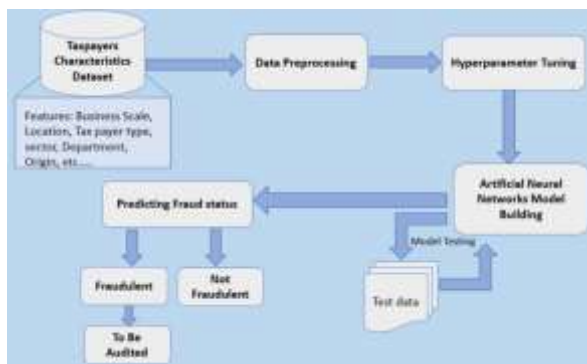 Taxpayers
Characteristics
Dataset
Data Preprocessing
Hyperparameter Tuning
Features: Business Scale,
Location, Tax payer type,
sector, Department,
Origin, etc.....
Artificial Neural
Networks Model
Building
Predicting Fraud status
Model Testing
Fraudulent
Not
Fraudulent
Test data
To Be
Audited